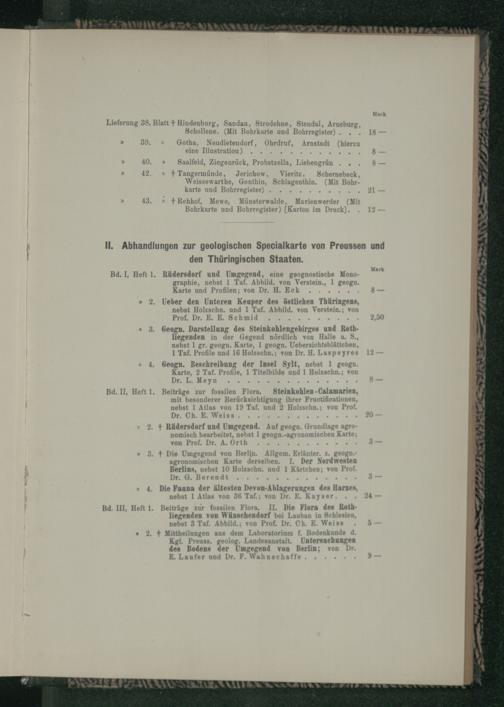 Mark
Lieferung 38. Blatt † Hindenburg, Sandau, Strodehne, Stendal, Arneburg,
Schollene. (Mit Bohrkarte und Bohrregister) . . . 18 —
» 39. » Gotha, Neudietendorf, Ohrdruf, Arnstadt (hierzu
eine Illustration) . . . . . . . . . . . 8 —
» 40. » Saalfeld, Ziegenrück, Probstzella, Liebengrün . . . 8 —
» 42. » † Tangermünde, Jerichow, Vieritz, Schernebeck,
Weissewarthe, Genthin, Schlagenthin. (Mit Bohr-
karte und Bohrregister) . . . . . . . . . . 21 —
» 43. » † Rehhof, Mewe, Münsterwalde, Marienwerder (Mit
Bohrkarte und Bohrregister) [Karten im Druck]. . 12 —
II. Abhandlungen zur geologischen Specialkarte von Preussen und
den Thüringischen Staaten.
Mark
Bd. I, Heft 1. Rüdersdorf und Umgegend, eine geognostische Mono-
graphie, nebst 1 Taf. Abbild. von Verstein., 1 geogn.
Karte und Profilen; von Dr. H. Eck . . . . . . 8 —
» 2. Ueber den Unteren Keuper des östlichen Thüringens,
nebst Holzschn. und 1 Taf. Abbild. von Verstein.; von
Prof. Dr. E. E. Schmid . . . . . . . . . . 2,50
» 3. Geogn. Darstellung des Steinkohlengebirges und Roth-
liegenden in der Gegend nördlich von Halle a. S.,
nebst 1 gr. geogn. Karte, 1 geogn. Uebersichtsblättchen,
1 Taf. Profile und 16 Holzschn.; von Dr. H. Laspeyres 12 —
» 4. Geogn. Beschreibung der Insel Sylt, nebst 1 geogn.
Karte, 2 Taf. Profile, 1 Titelbilde und 1 Holzschn.; von
Dr. L. Meyn . . . . . . . . . . . . . . 8 —
Bd. II, Heft 1. Beiträge zur fossilen Flora. Steinkohlen-Calamarien,
mit besonderer Berücksichtigung ihrer Fructificationen,
nebst 1 Atlas von 19 Taf. und 2 Holzschn.; von Prof.
Dr. Ch. E. Weiss . . . . . . . . . . . . 20 —
» 2. † Rüdersdorf und Umgegend. Auf geogn. Grundlage agro-
nomisch bearbeitet, nebst 1 geogn.-agronomischen Karte;
von Prof. Dr. A. Orth . . . . . . . . . . . 3 —
» 3. † Die Umgegend von Berlin. Allgem. Erläuter. z. geogn.-
agronomischen Karte derselben. I. Der Nordwesten
Berlins, nebst 10 Holzschn. und 1 Kärtchen; von Prof.
Dr. G. Berendt . . . . . . . . . . . . . 3 —
» 4. Die Fauna der ältesten Devon-Ablagerungen des Harzes,
nebst 1 Atlas von 36 Taf.; von Dr. E. Kayser. . . 24 —
Bd. III, Heft 1. Beiträge zur fossilen Flora. II. Die Flora des Roth-
liegenden von Wünschendorf bei Lauban in Schlesien,
nebst 3 Taf. Abbild.; von Prof. Dr. Ch. E. Weiss . 5 —
» 2. † Mittheilungen aus dem Laboratorium f. Bodenkunde d.
Kgl. Preuss. geolog. Landesanstalt. Untersuchungen
des Bodens der Umgegend von Berlin; von Dr.
E. Laufer und Dr. F. Wahnschaffe . . . . . . 9 —